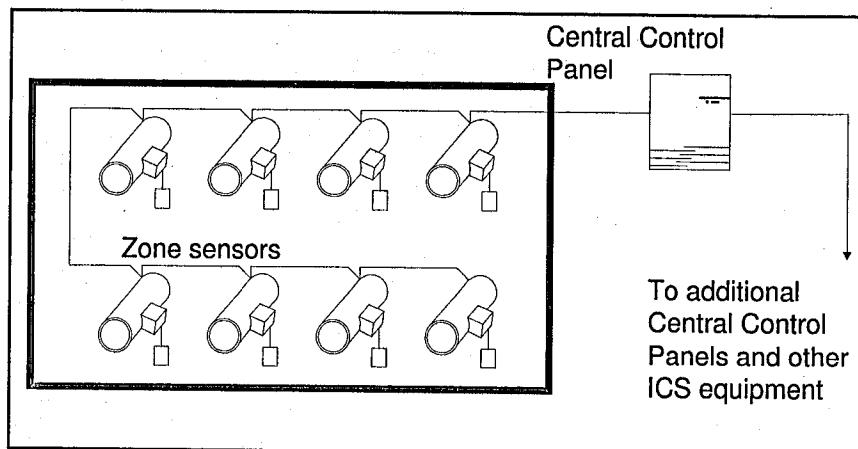 Central Control
Panel
Zone sensors
To additional
Central Control
Panels and other
ICS equipment